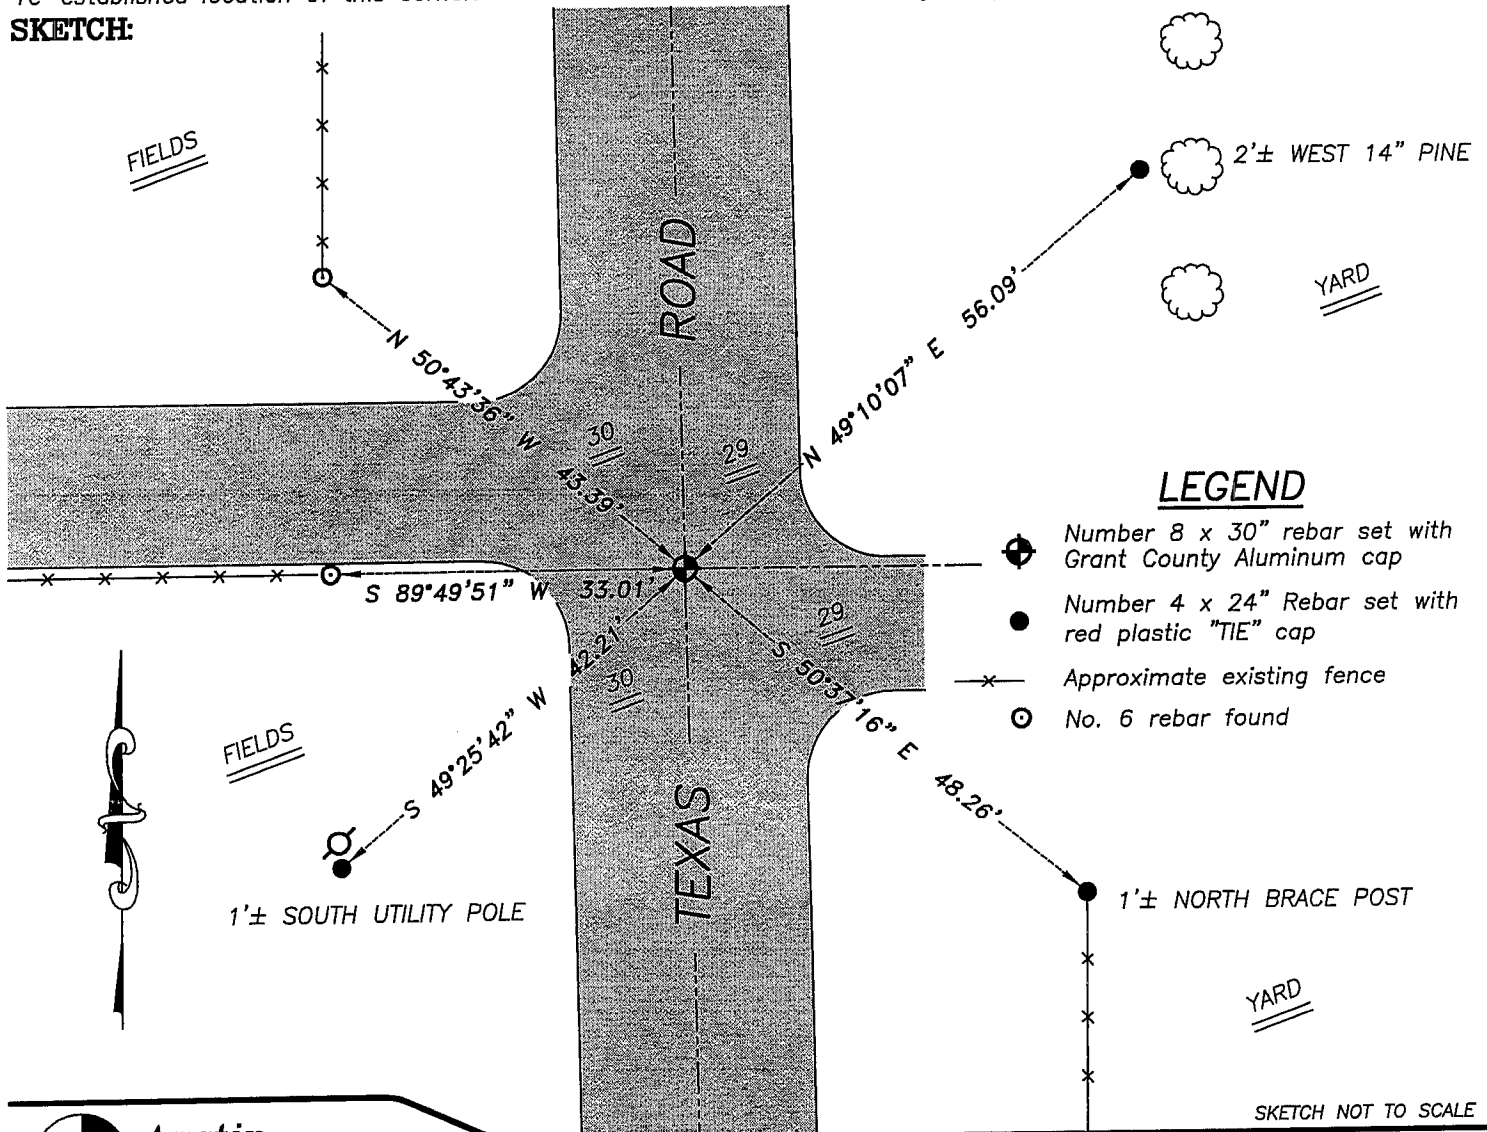 SKETCH:
FIELDS
2'± WEST 14" PINE
ROAD
YARD
N 50°43'36" W 43.39'
N 49°10'07" E 56.09'
30
29
LEGEND
Number 8 x 30" rebar set with
Grant County Aluminum cap
Number 4 x 24" Rebar set with
red plastic "TIE" cap
Approximate existing fence
No. 6 rebar found
S 89°49'51" W 33.01'
29
30
S 49°25'42" W 42.21'
S 50°37'16" E 48.26'
FIELDS
TEXAS
1'± SOUTH UTILITY POLE
1'± NORTH BRACE POST
YARD
SKETCH NOT TO SCALE